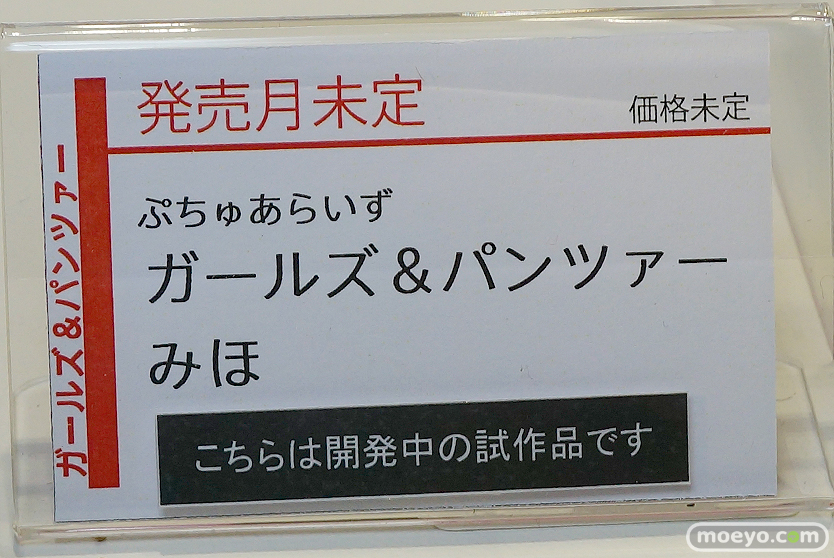 発売月未定
価格未定
ガールズ&パンツァー
ぷちゅあらいず
ガールズ&パンツァー
みほ
こちらは開発中の試作品です
moeyo.com